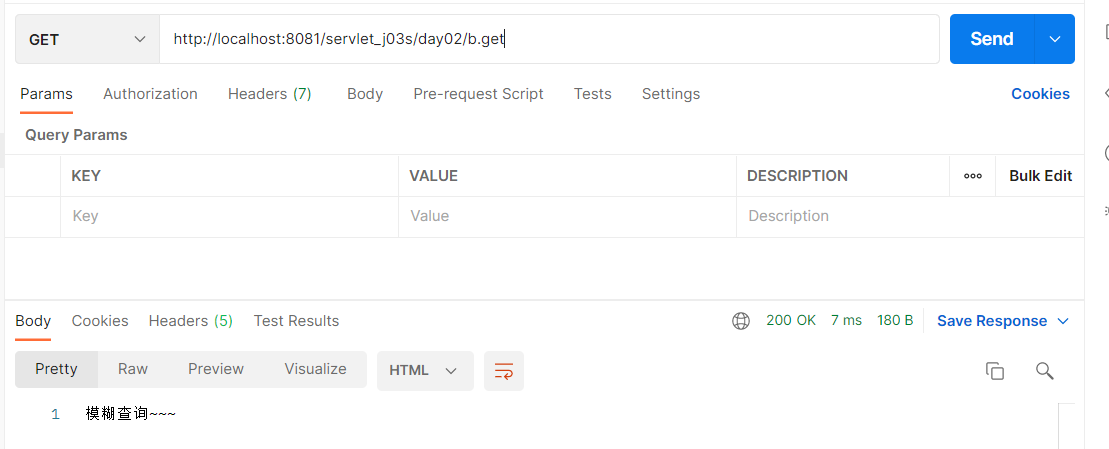 GET http://localhost:8081/servlet_j03s/day02/b.get Send
Params Authorization Headers (7) Body Pre-request Script Tests Settings Cookies
Query Params
KEY VALUE DESCRIPTION ooo Bulk Edit
Key Value Description
Body Cookies Headers (5) Test Results 200 OK 7 ms 180 B Save Response
Pretty Raw Preview Visualize HTML
1 模糊查询~~~